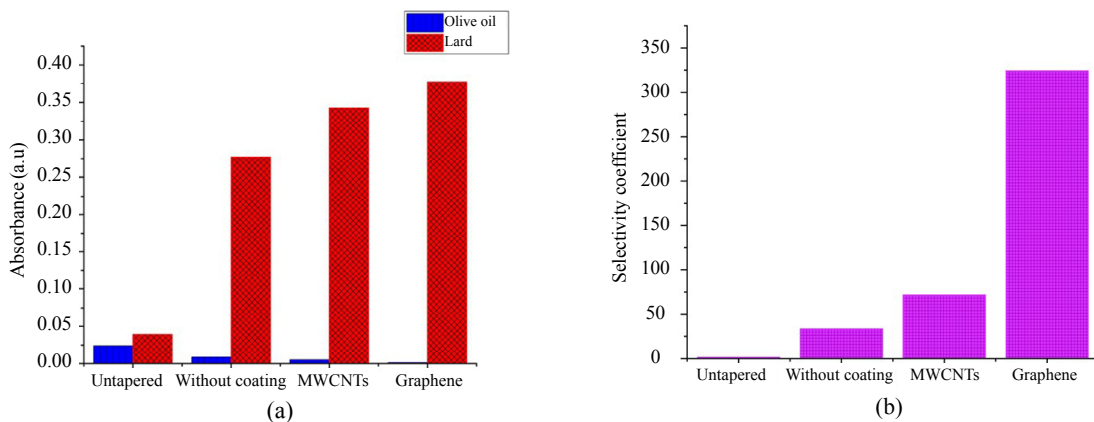 Olive oil
Lard
Absorbance (a.u)
0.40
0.35
0.30
0.25
0.20
0.15
0.10
0.05
0.00
Untapered Without coating MWCNTs Graphene
(a)
Selectivity coefficient
350
300
250
200
150
100
50
0
Untapered Without coating MWCNTs Graphene
(b)